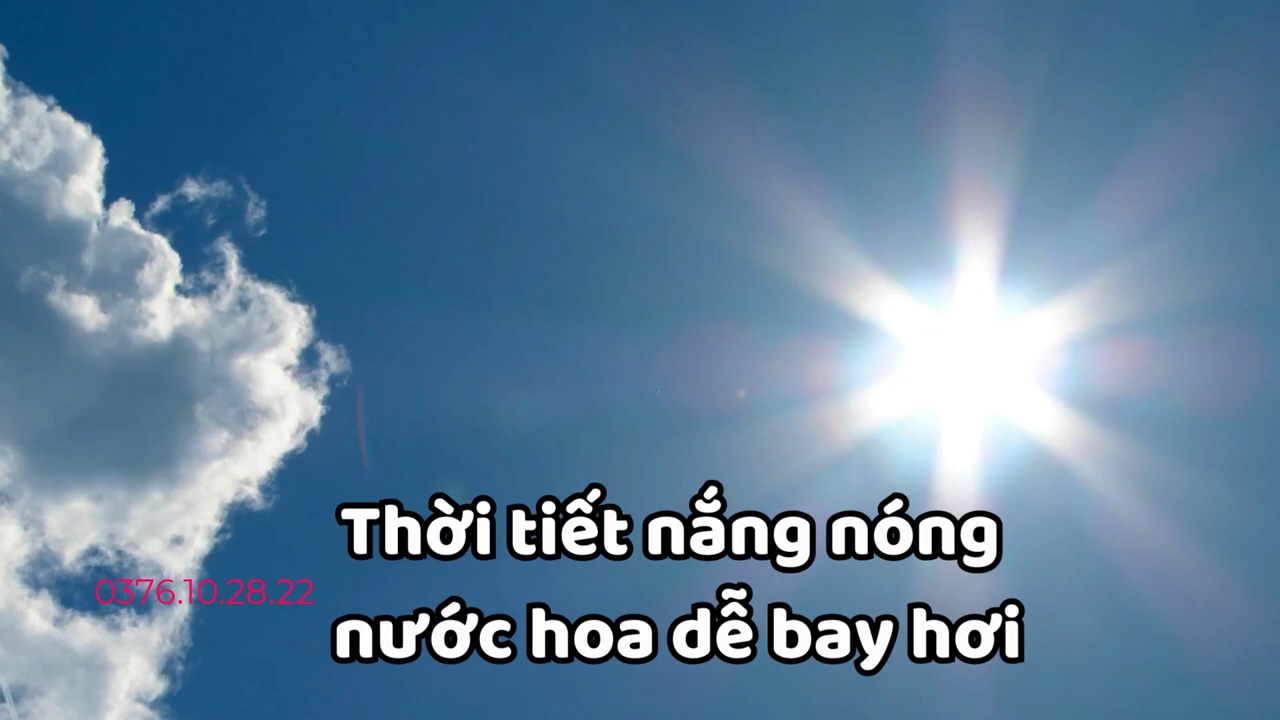 Thời tiết nắng nóng
0376.10.28.22
nước hoa dễ bay hơi